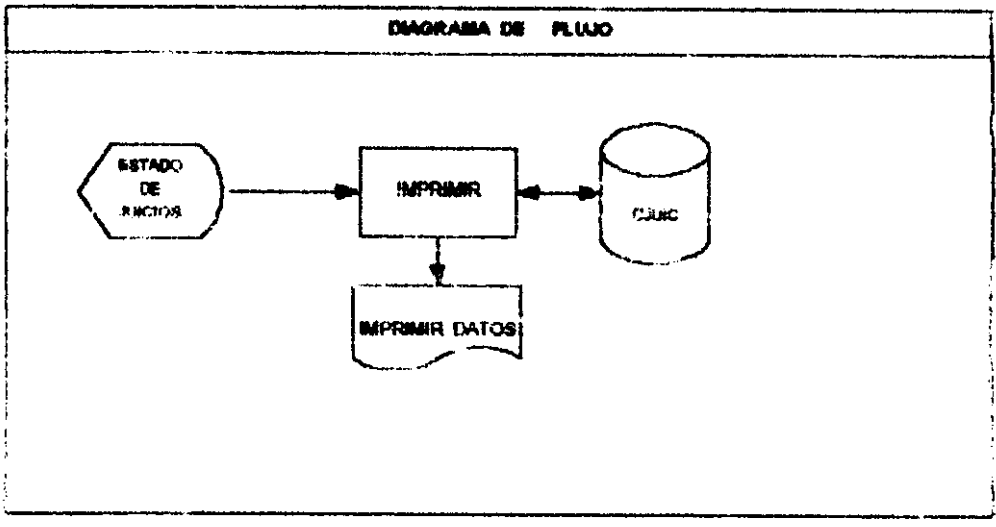 DIAGRAMA DE FLUJO
ESTADO
DE
JUICIOS
IMPRIMIR
IMPRIMIR DATOS